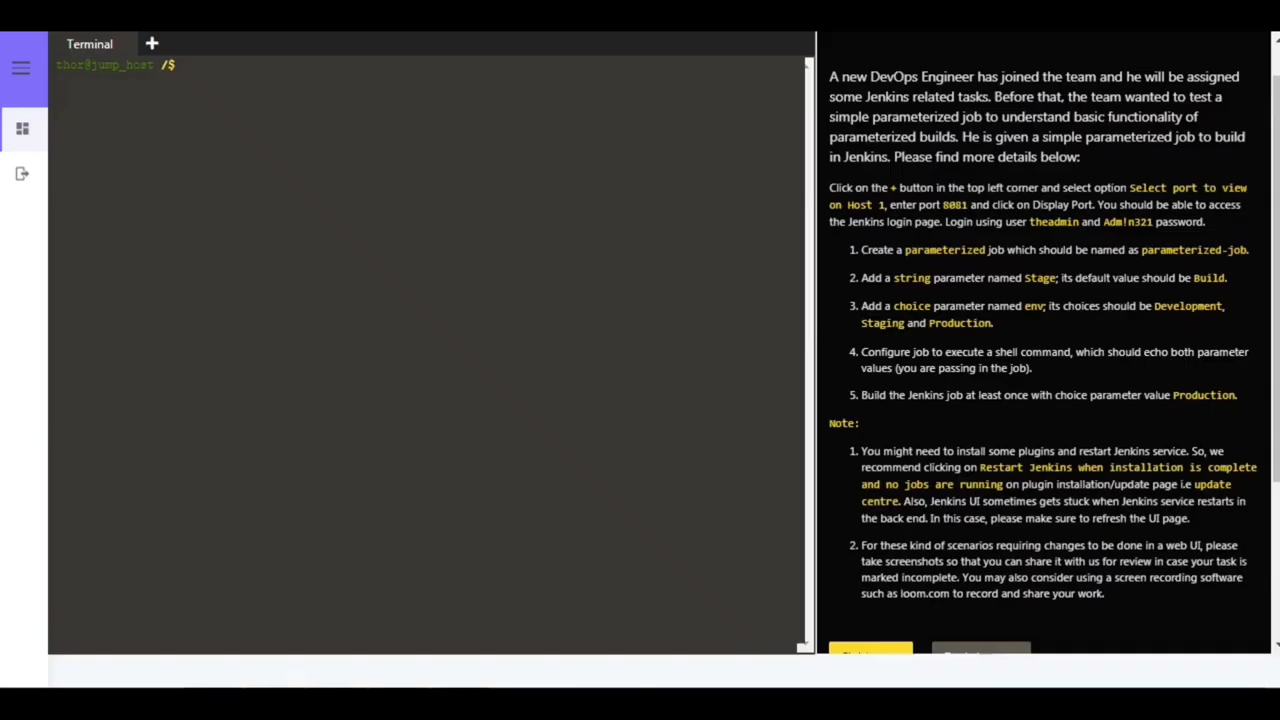 Terminal
thor@jump_host /$
A new DevOps Engineer has joined the team and he will be assigned
some Jenkins related tasks. Before that, the team wanted to test a
simple parameterized job to understand basic functionality of
parameterized builds. He is given a simple parameterized job to build
in Jenkins. Please find more details below:
Click on the + button in the top left corner and select option Select port to view
on Host 1, enter port 8081 and click on Display Port. You should be able to access
the Jenkins login page. Login using user theadmin and Adm!n321 password.
1. Create a parameterized job which should be named as parameterized-job.
2. Add a string parameter named Stage; its default value should be Build.
3. Add a choice parameter named env; its choices should be Development,
Staging and Production.
4. Configure job to execute a shell command, which should echo both parameter
values (you are passing in the job).
5. Build the Jenkins job at least once with choice parameter value Production.
Note:
1. You might need to install some plugins and restart Jenkins service. So, we
recommend clicking on Restart Jenkins when installation is complete
and no jobs are running on plugin installation/update page i.e update
centre. Also, Jenkins UI sometimes gets stuck when Jenkins service restarts in
the back end. In this case, please make sure to refresh the UI page.
2. For these kind of scenarios requiring changes to be done in a web UI, please
take screenshots so that you can share it with us for review in case your task is
marked incomplete. You may also consider using a screen recording software
such as loom.com to record and share your work.